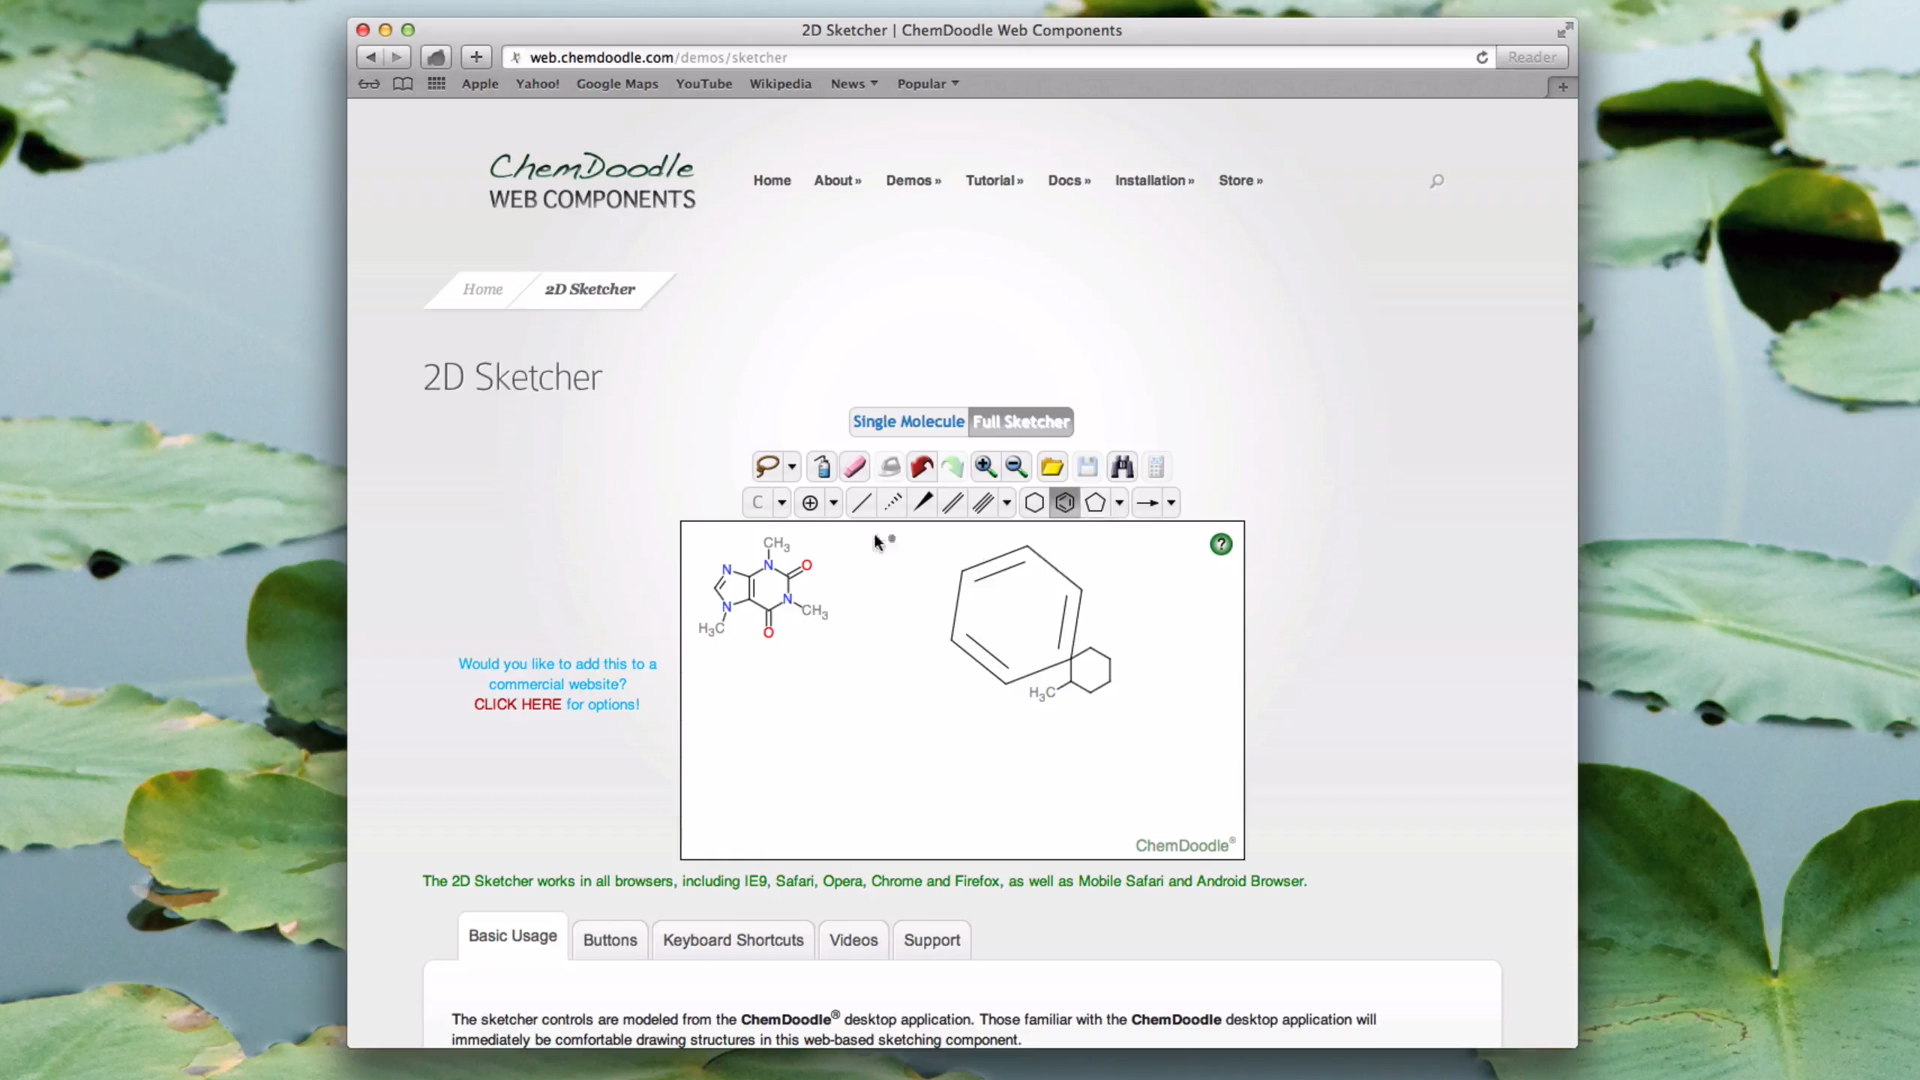 2D Sketcher | ChemDoodle Web Components
web.chemdoodle.com/demos/sketcher
Reader
Apple Yahoo! Google Maps YouTube Wikipedia News Popular
ChemDoodle
WEB COMPONENTS
Home About» Demos» Tutorial» Docs» Installation» Store»
Home 2D Sketcher
2D Sketcher
Single Molecule Full Sketcher
C
CH3
N N O
N N CH3
H3C O
H3C
?
Would you like to add this to a
commercial website?
CLICK HERE for options!
ChemDoodle®
The 2D Sketcher works in all browsers, including IE9, Safari, Opera, Chrome and Firefox, as well as Mobile Safari and Android Browser.
Basic Usage Buttons Keyboard Shortcuts Videos Support
The sketcher controls are modeled from the ChemDoodle® desktop application. Those familiar with the ChemDoodle desktop application will
immediately be comfortable drawing structures in this web-based sketching component.